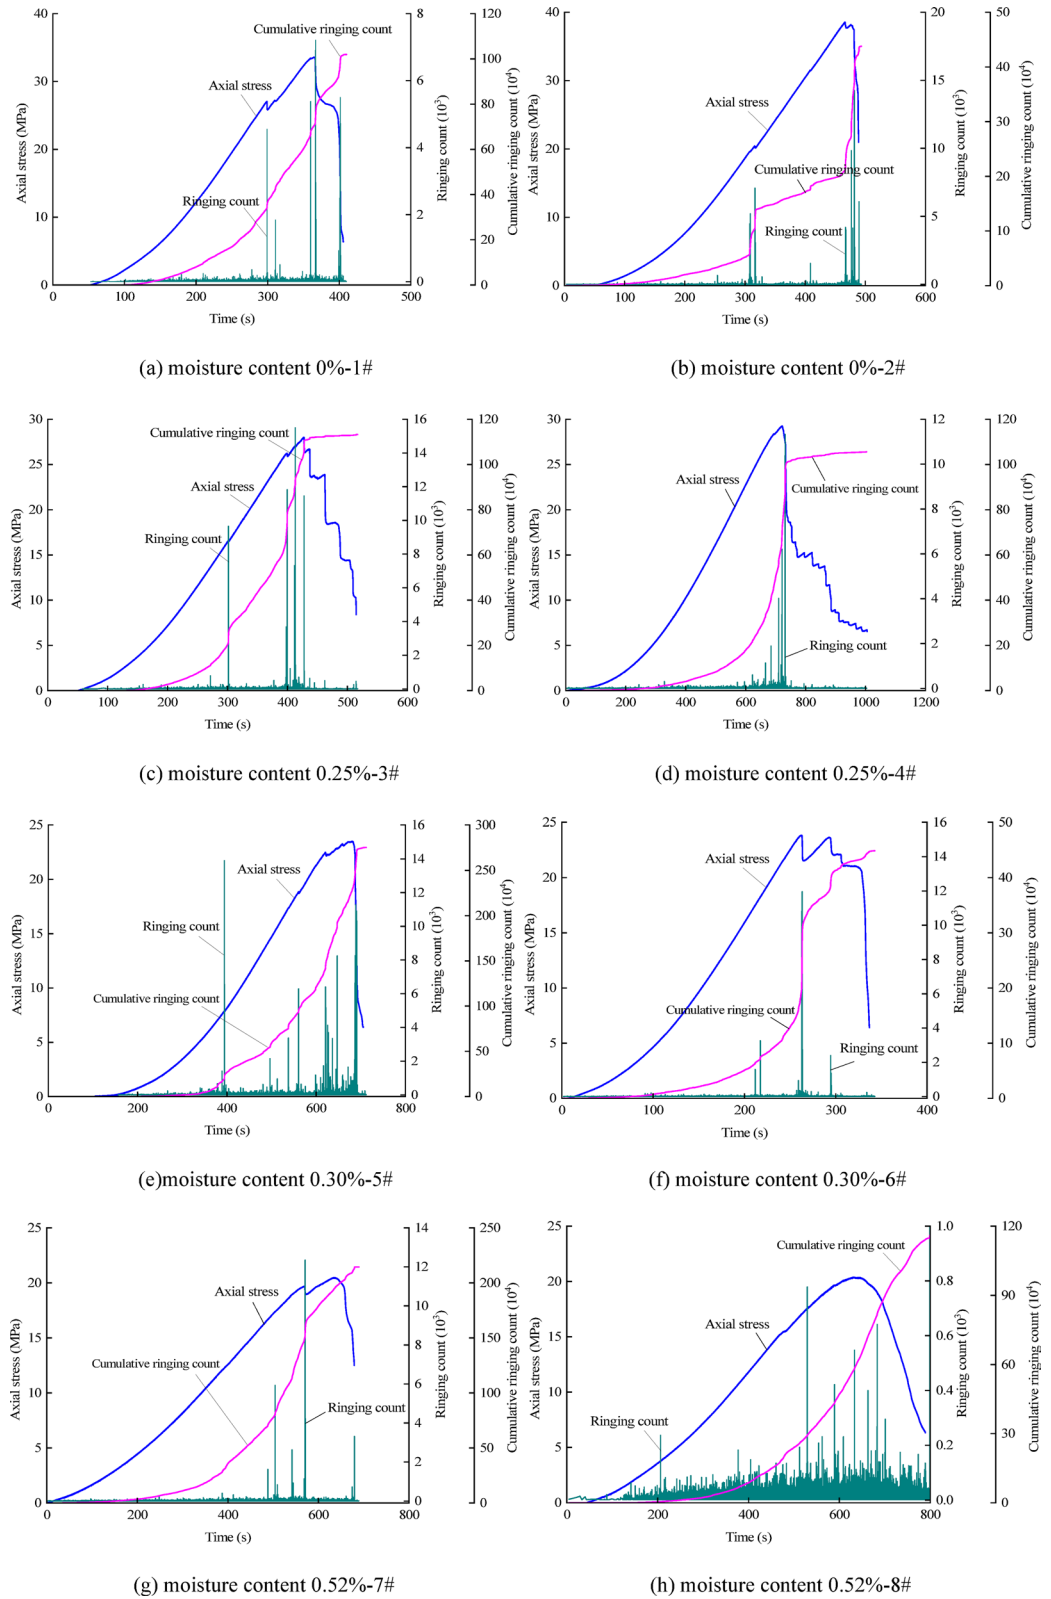 40
30
20
10
0
Axial stress (MPa)
0 100 200 300 400 500
Time (s)
8
6
4
2
0
Ringing count (10³)
120
100
80
60
40
20
0
Cumulative ringing count (10⁴)
Cumulative ringing count
Axial stress
Ringing count
(a) moisture content 0%-1#
40
30
20
10
0
Axial stress (MPa)
0 100 200 300 400 500 600
Time (s)
20
15
10
5
0
Ringing count (10³)
50
40
30
20
10
0
Cumulative ringing count (10⁴)
Axial stress
Cumulative ringing count
Ringing count
(b) moisture content 0%-2#
30
25
20
15
10
5
0
Axial stress (MPa)
0 100 200 300 400 500 600
Time (s)
16
14
12
10
8
6
4
2
0
Ringing count (10³)
120
100
80
60
40
20
0
Cumulative ringing count (10⁴)
Cumulative ringing count
Axial stress
Ringing count
(c) moisture content 0.25%-3#
30
25
20
15
10
5
0
Axial stress (MPa)
0 200 400 600 800 1000 1200
Time (s)
12
10
8
6
4
2
0
Ringing count (10³)
120
100
80
60
40
20
0
Cumulative ringing count (10⁴)
Axial stress
Cumulative ringing count
Ringing count
(d) moisture content 0.25%-4#
25
20
15
10
5
0
Axial stress (MPa)
0 200 400 600 800
Time (s)
16
14
12
10
8
6
4
2
0
Ringing count (10³)
300
250
200
150
100
50
0
Cumulative ringing count (10⁴)
Axial stress
Ringing count
Cumulative ringing count
(e)moisture content 0.30%-5#
25
20
15
10
5
0
Axial stress (MPa)
0 100 200 300 400
Time (s)
16
14
12
10
8
6
4
2
0
Ringing count (10³)
50
40
30
20
10
0
Cumulative ringing count (10⁴)
Axial stress
Cumulative ringing count
Ringing count
(f) moisture content 0.30%-6#
25
20
15
10
5
0
Axial stress (MPa)
0 200 400 600 800
Time (s)
14
12
10
8
6
4
2
0
Ringing count (10³)
250
200
150
100
50
0
Cumulative ringing count (10⁴)
Axial stress
Cumulative ringing count
Ringing count
(g) moisture content 0.52%-7#
25
20
15
10
5
0
Axial stress (MPa)
0 200 400 600 800
Time (s)
1.0
0.8
0.6
0.4
0.2
0.0
Ringing count (10³)
120
90
60
30
0
Cumulative ringing count (10⁴)
Cumulative ringing count
Axial stress
Ringing count
(h) moisture content 0.52%-8#